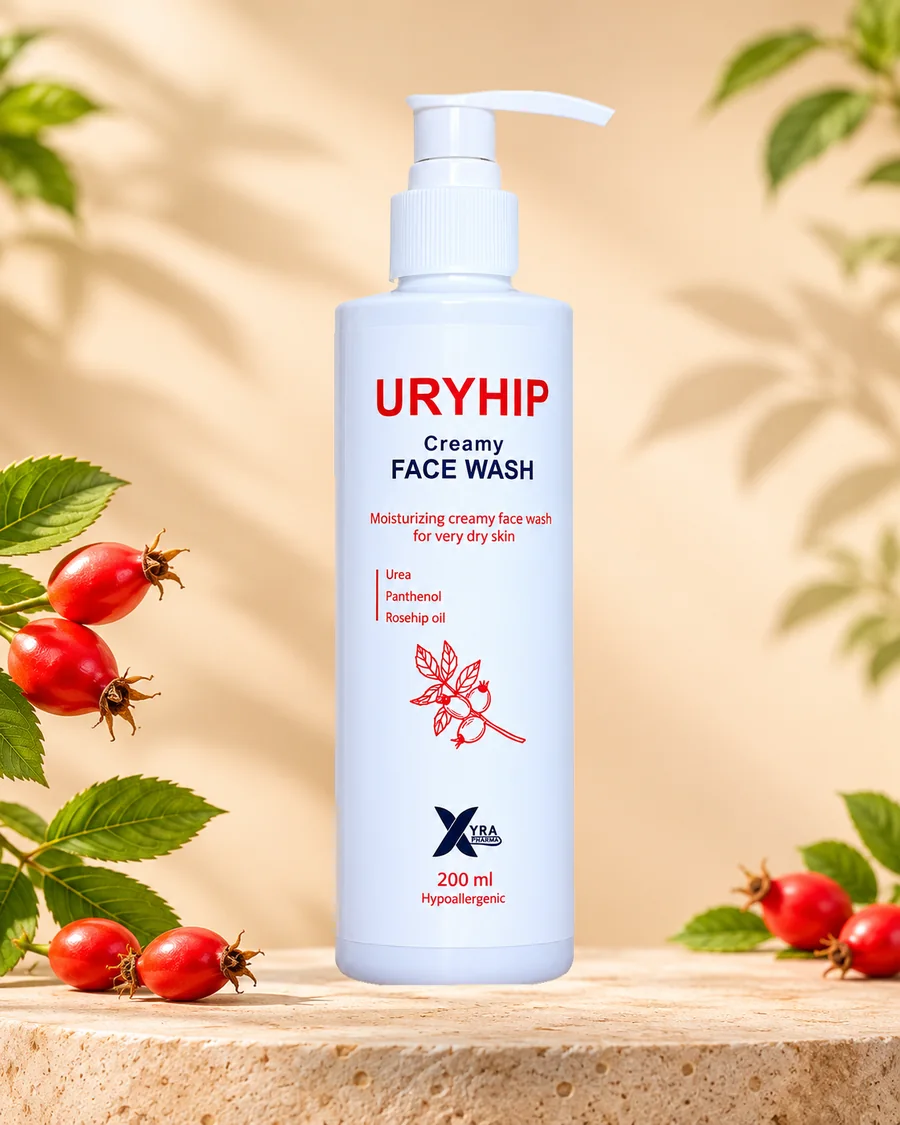 URYHIP
Creamy
FACE WASH
Moisturizing creamy face wash
for very dry skin
Urea
Panthenol
Rosehip oil
XYRA
PHARMA
200 ml
Hypoallergenic